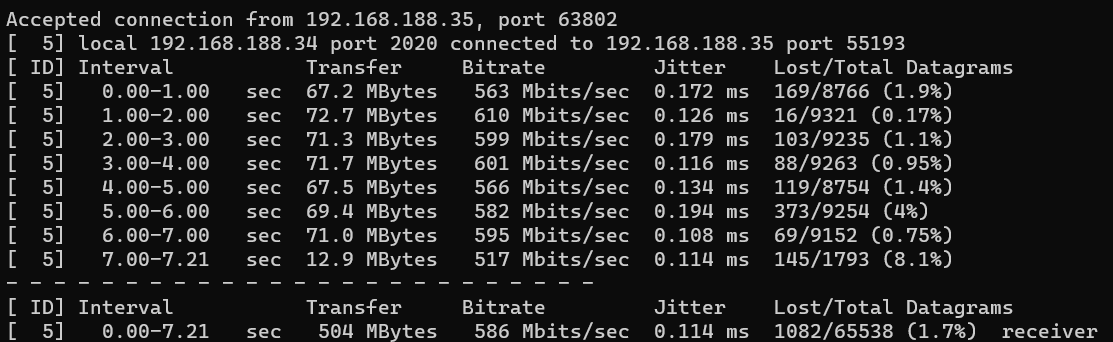 Accepted connection from 192.168.188.35, port 63802
[  5] local 192.168.188.34 port 2020 connected to 192.168.188.35 port 55193
[ ID] Interval           Transfer     Bitrate         Jitter    Lost/Total Datagrams
[  5]   0.00-1.00   sec  67.2 MBytes   563 Mbits/sec  0.172 ms  169/8766 (1.9%)
[  5]   1.00-2.00   sec  72.7 MBytes   610 Mbits/sec  0.126 ms  16/9321 (0.17%)
[  5]   2.00-3.00   sec  71.3 MBytes   599 Mbits/sec  0.179 ms  103/9235 (1.1%)
[  5]   3.00-4.00   sec  71.7 MBytes   601 Mbits/sec  0.116 ms  88/9263 (0.95%)
[  5]   4.00-5.00   sec  67.5 MBytes   566 Mbits/sec  0.134 ms  119/8754 (1.4%)
[  5]   5.00-6.00   sec  69.4 MBytes   582 Mbits/sec  0.194 ms  373/9254 (4%)
[  5]   6.00-7.00   sec  71.0 MBytes   595 Mbits/sec  0.108 ms  69/9152 (0.75%)
[  5]   7.00-7.21   sec  12.9 MBytes   517 Mbits/sec  0.114 ms  145/1793 (8.1%)
- - - - - - - - - - - - - - - - - - - - - - - - -
[ ID] Interval           Transfer     Bitrate         Jitter    Lost/Total Datagrams
[  5]   0.00-7.21   sec   504 MBytes   586 Mbits/sec  0.114 ms  1082/65538 (1.7%)  receiver